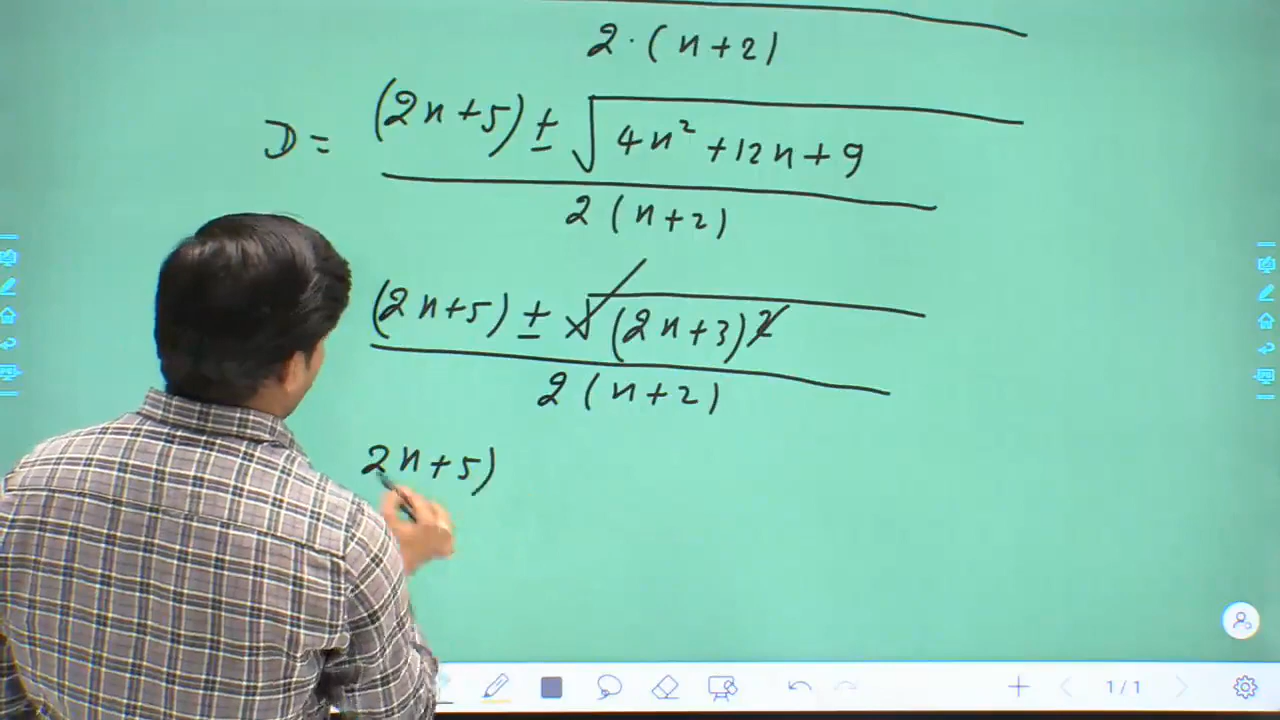 2·(n+2)
D = (2n+5) ± √4n²+12n+9
2(n+2)
(2n+5) ± √(2n+3)²
2(n+2)
2n+5)
1/1